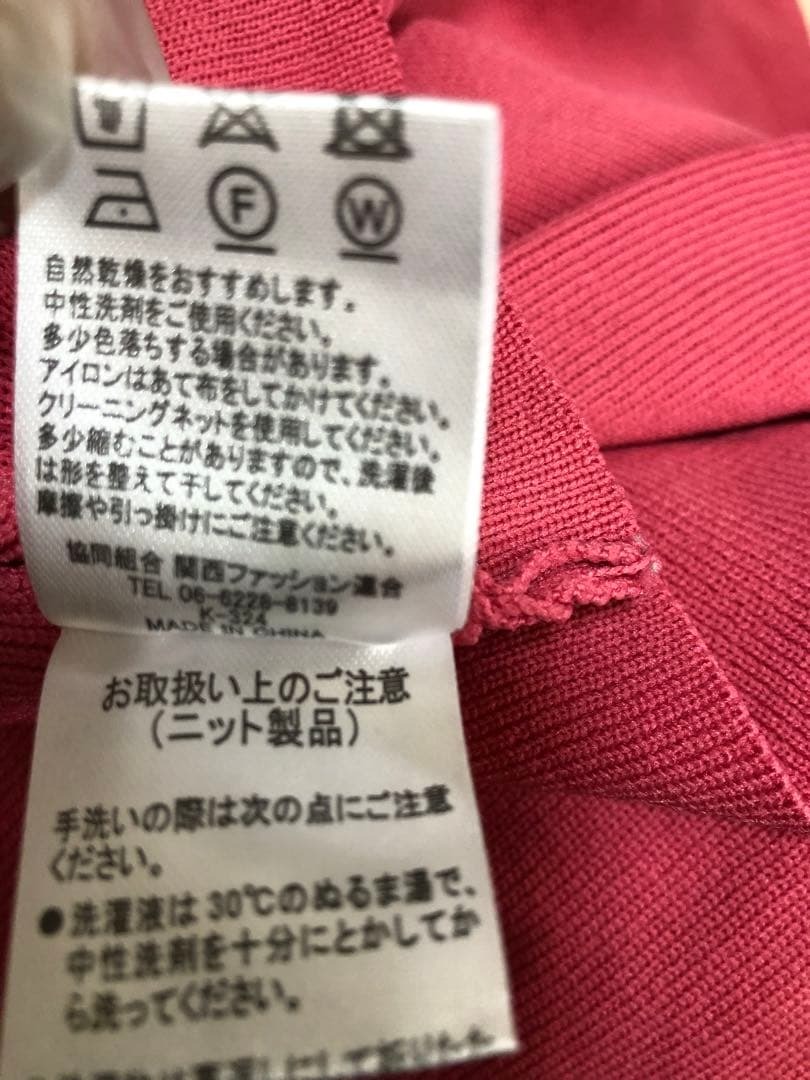 F
W
自然乾燥をおすすめします。
中性洗剤をご使用ください。
多少色落ちする場合があります。
アイロンはあて布をしてかけてください。
クリーニングネットを使用してください。
多少縮むことがありますので、洗濯後
は形を整えて干してください。
摩擦や引っ掛けにご注意ください。
協同組合 関西ファッション連合
TEL 06-6228-8139
K-324
MADE IN CHINA
お取扱い上のご注意
(ニット製品)
手洗いの際は次の点にご注意
ください。
●洗濯液は30℃のぬるま湯で、
中性洗剤を十分にとかしてか
ら洗ってください。